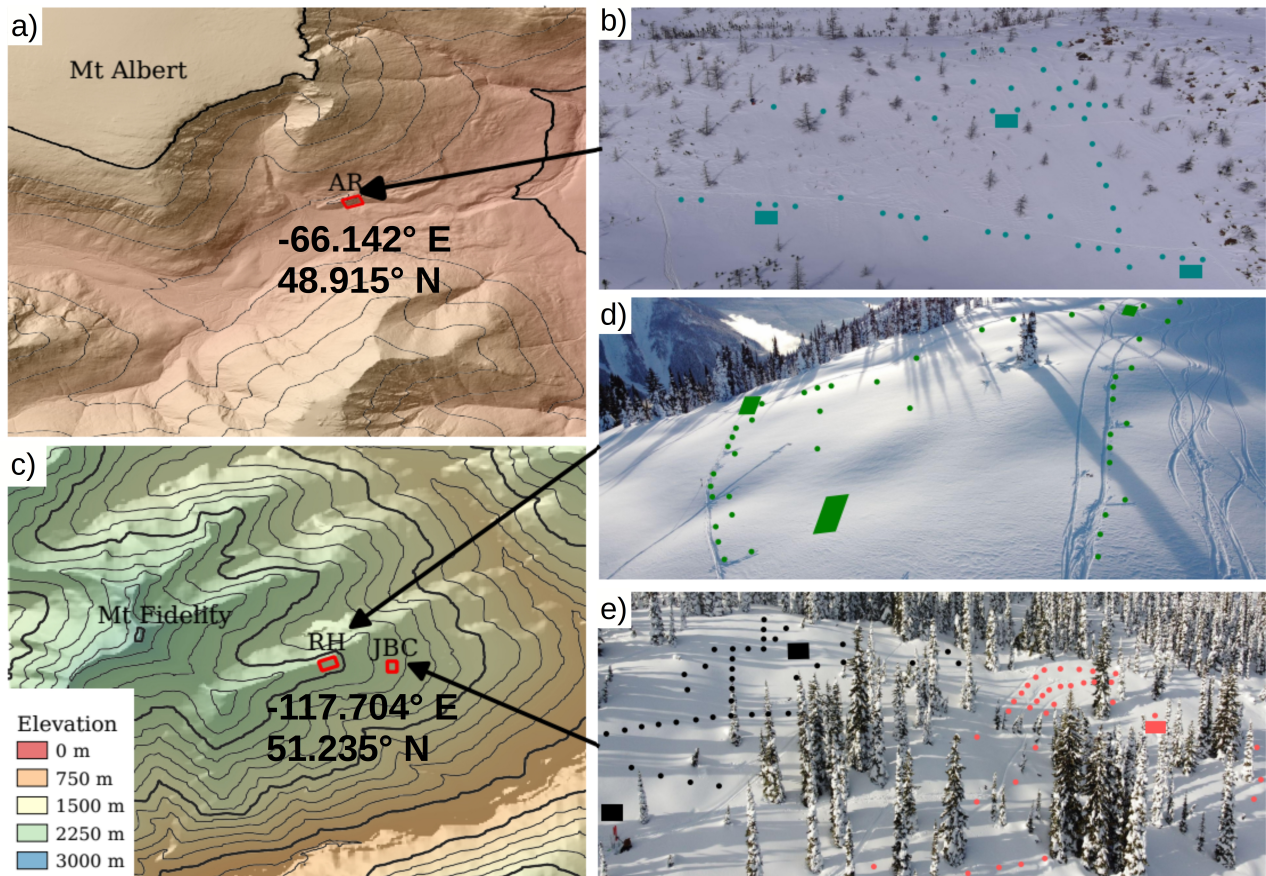 a)
Mt Albert
AR
-66.142° E
48.915° N
b)
c)
Mt Fidelity
RH
JBC
-117.704° E
51.235° N
Elevation
0 m
750 m
1500 m
2250 m
3000 m
d)
e)